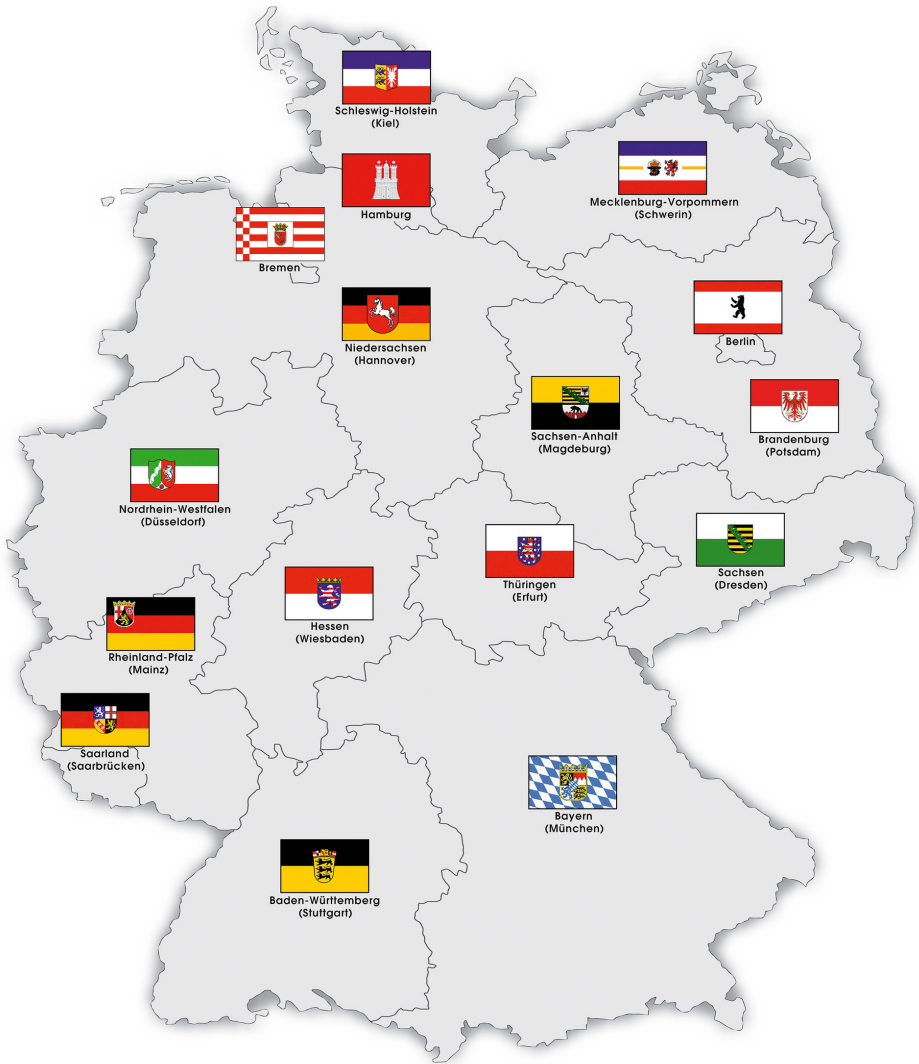 Schleswig-Holstein
(Kiel)
Hamburg
Mecklenburg-Vorpommern
(Schwerin)
Bremen
Niedersachsen
(Hannover)
Berlin
Sachsen-Anhalt
(Magdeburg)
Brandenburg
(Potsdam)
Nordrhein-Westfalen
(Düsseldorf)
Thüringen
(Erfurt)
Sachsen
(Dresden)
Hessen
(Wiesbaden)
Rheinland-Pfalz
(Mainz)
Saarland
(Saarbrücken)
Bayern
(München)
Baden-Württemberg
(Stuttgart)